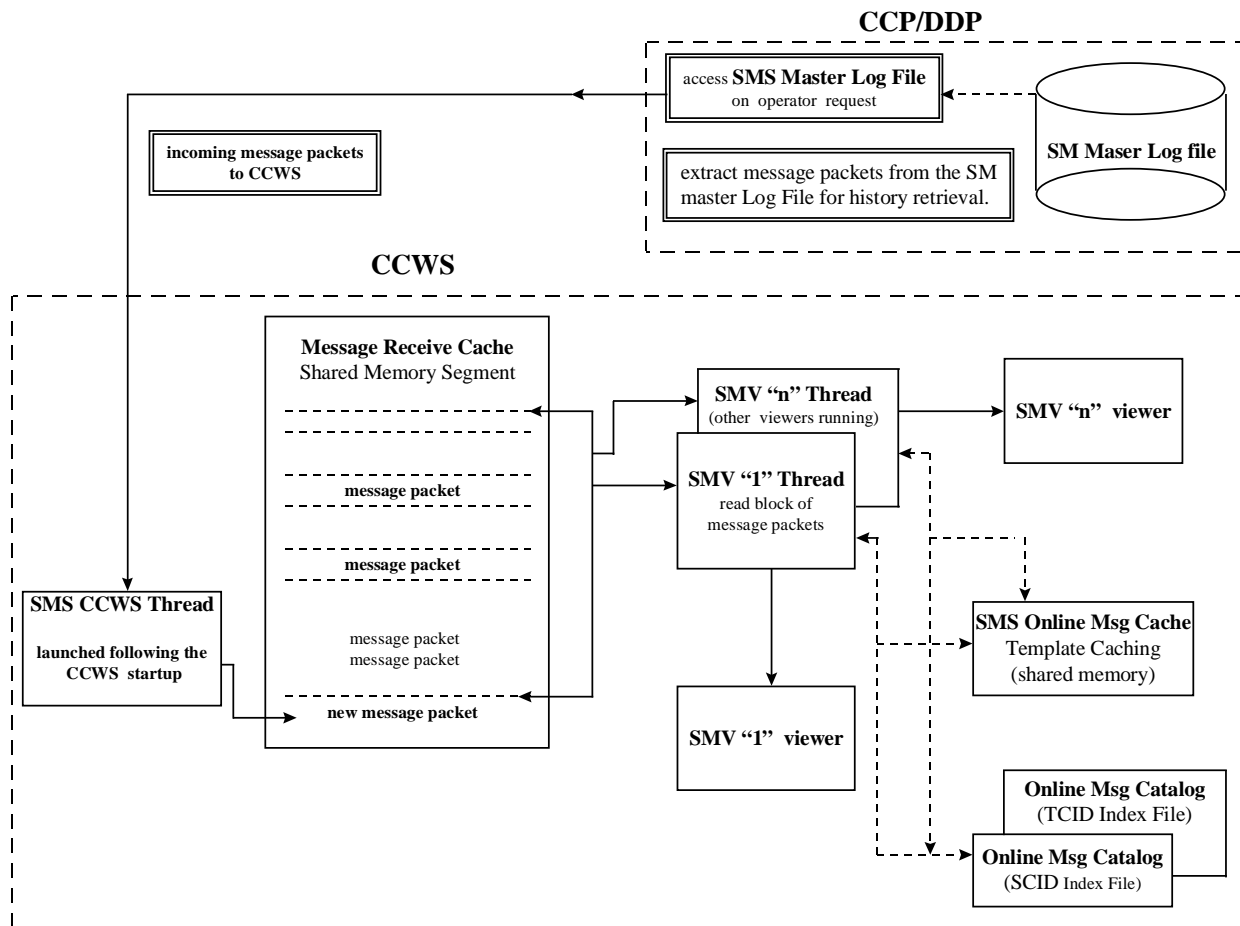 CCP/DDP
access SMS Master Log File
on operator request
SM Maser Log file
extract message packets from the SM
master Log File for history retrieval.
incoming message packets
to CCWS
CCWS
Message Receive Cache
Shared Memory Segment
message packet
message packet
message packet
message packet
new message packet
SMS CCWS Thread
launched following the
CCWS startup
SMV “n” Thread
(other viewers running)
SMV “1” Thread
read block of
message packets
SMV “n” viewer
SMV “1” viewer
SMS Online Msg Cache
Template Caching
(shared memory)
Online Msg Catalog
(TCID Index File)
Online Msg Catalog
(SCID Index File)